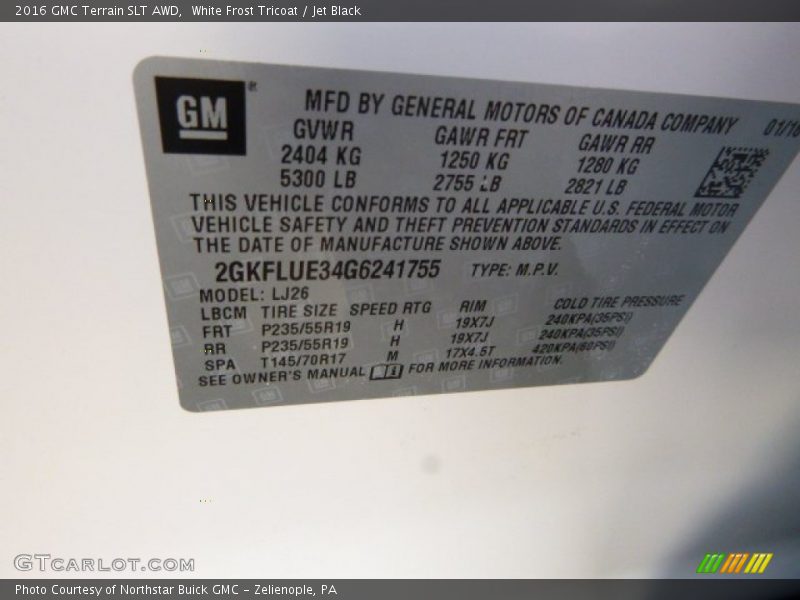 2016 GMC Terrain SLT AWD,  White Frost Tricoat / Jet Black
GM ®
MFD BY GENERAL MOTORS OF CANADA COMPANY 01/16
GVWR GAWR FRT GAWR RR
2404 KG 1250 KG 1280 KG
5300 LB 2755 LB 2821 LB
THIS VEHICLE CONFORMS TO ALL APPLICABLE U.S. FEDERAL MOTOR
VEHICLE SAFETY AND THEFT PREVENTION STANDARDS IN EFFECT ON
THE DATE OF MANUFACTURE SHOWN ABOVE.
2GKFLUE34G6241755 TYPE: M.P.V.
MODEL: LJ26
LBCM TIRE SIZE SPEED RTG RIM COLD TIRE PRESSURE
FRT P235/55R19 H 19X7J 240KPA(35PSI)
RR P235/55R19 H 19X7J 240KPA(35PSI)
SPA T145/70R17 M 17X4.5T 420KPA(60PSI)
SEE OWNER'S MANUAL FOR MORE INFORMATION.
GTCARLOT.COM
Photo Courtesy of Northstar Buick GMC - Zelienople, PA